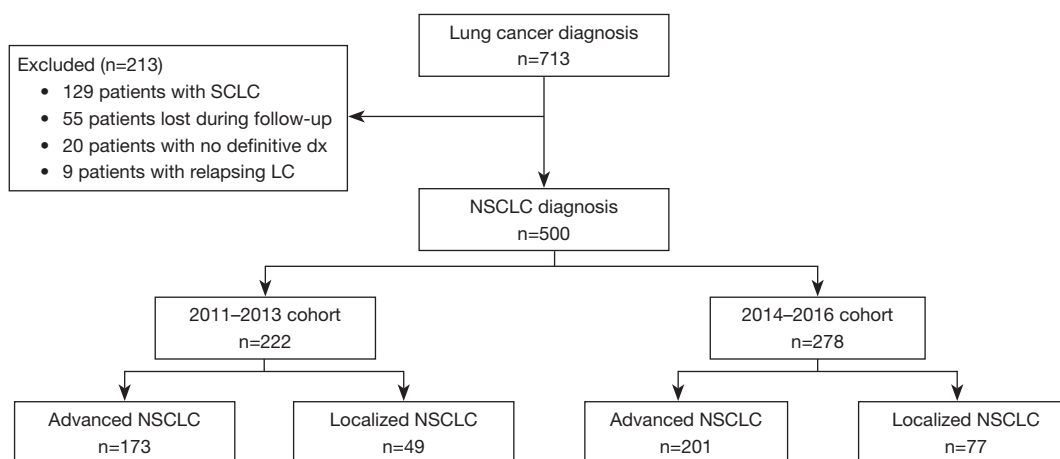 Lung cancer diagnosis
n=713
Excluded (n=213)
• 129 patients with SCLC
• 55 patients lost during follow-up
• 20 patients with no definitive dx
• 9 patients with relapsing LC
NSCLC diagnosis
n=500
2011–2013 cohort
n=222
2014–2016 cohort
n=278
Advanced NSCLC
n=173
Localized NSCLC
n=49
Advanced NSCLC
n=201
Localized NSCLC
n=77